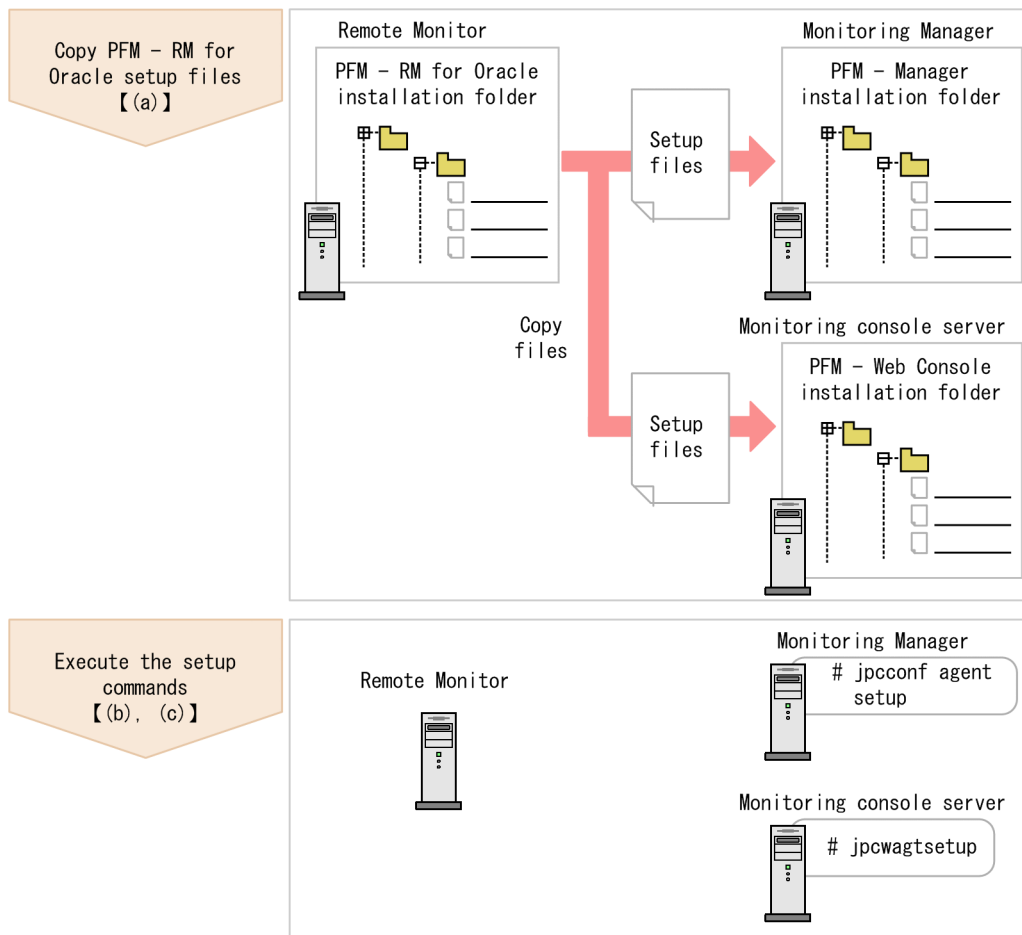 Copy PFM － RM for
Oracle setup files
【(a)】
Remote Monitor
PFM － RM for Oracle
installation folder
Setup
files
Monitoring Manager
PFM － Manager
installation folder
Copy
files
Setup
files
Monitoring console server
PFM － Web Console
installation folder
Execute the setup
commands
【(b), (c)】
Remote Monitor
Monitoring Manager
# jpcconf agent
setup
Monitoring console server
# jpcwagtsetup